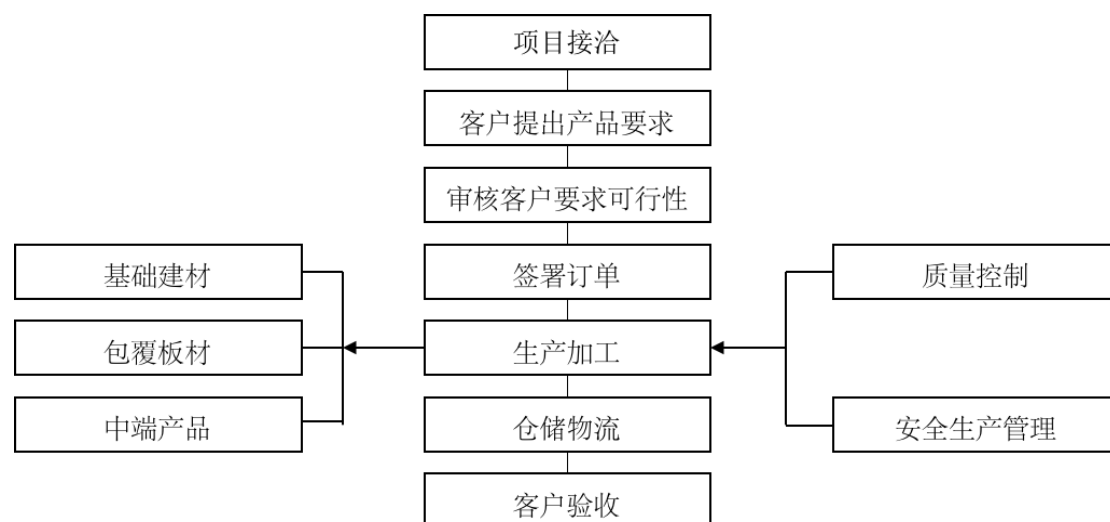 项目接洽
客户提出产品要求
审核客户要求可行性
基础建材
签署订单
质量控制
包覆板材
生产加工
中端产品
仓储物流
安全生产管理
客户验收